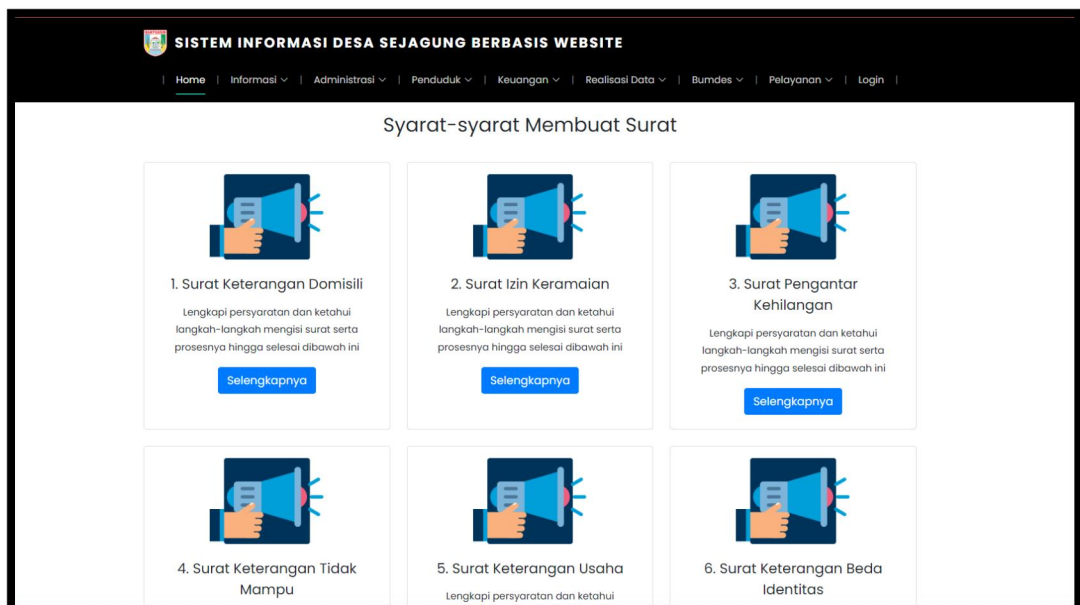 SISTEM INFORMASI DESA SEJAGUNG BERBASIS WEBSITE
| Home | Informasi | Administrasi | Penduduk | Keuangan | Realisasi Data | Bumdes | Pelayanan | Login |
Syarat-syarat Membuat Surat
1. Surat Keterangan Domisili
Lengkapi persyaratan dan ketahui
langkah-langkah mengisi surat serta
prosesnya hingga selesai dibawah ini
Selengkapnya
2. Surat Izin Keramaian
Lengkapi persyaratan dan ketahui
langkah-langkah mengisi surat serta
prosesnya hingga selesai dibawah ini
Selengkapnya
3. Surat Pengantar
Kehilangan
Lengkapi persyaratan dan ketahui
langkah-langkah mengisi surat serta
prosesnya hingga selesai dibawah ini
Selengkapnya
4. Surat Keterangan Tidak
Mampu
5. Surat Keterangan Usaha
Lengkapi persyaratan dan ketahui
6. Surat Keterangan Beda
Identitas